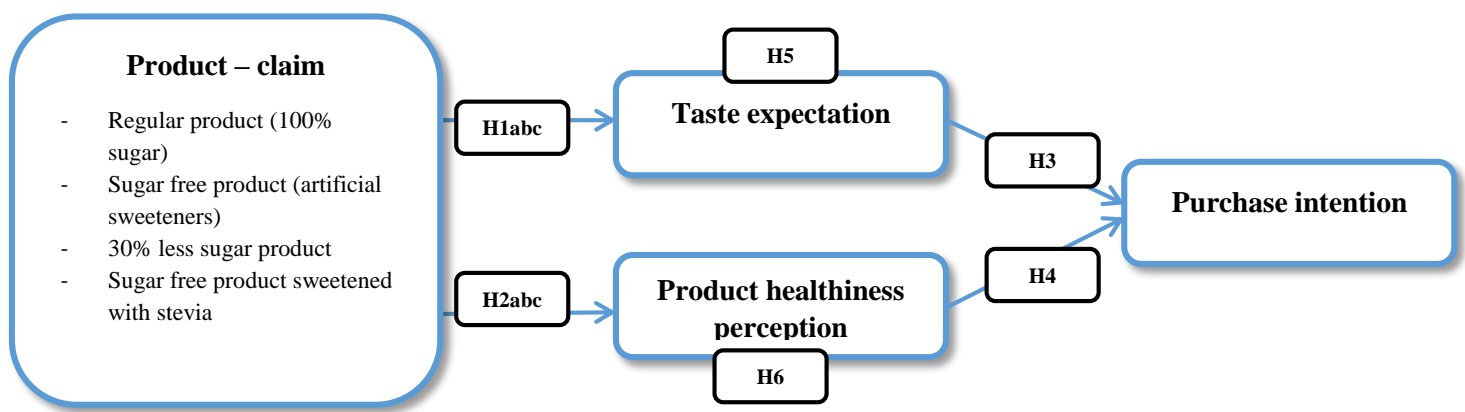 Product – claim
- Regular product (100%
sugar)
- Sugar free product (artificial
sweeteners)
- 30% less sugar product
- Sugar free product sweetened
with stevia
H1abc
H2abc
H5
Taste expectation
Product healthiness
perception
H6
H3
H4
Purchase intention